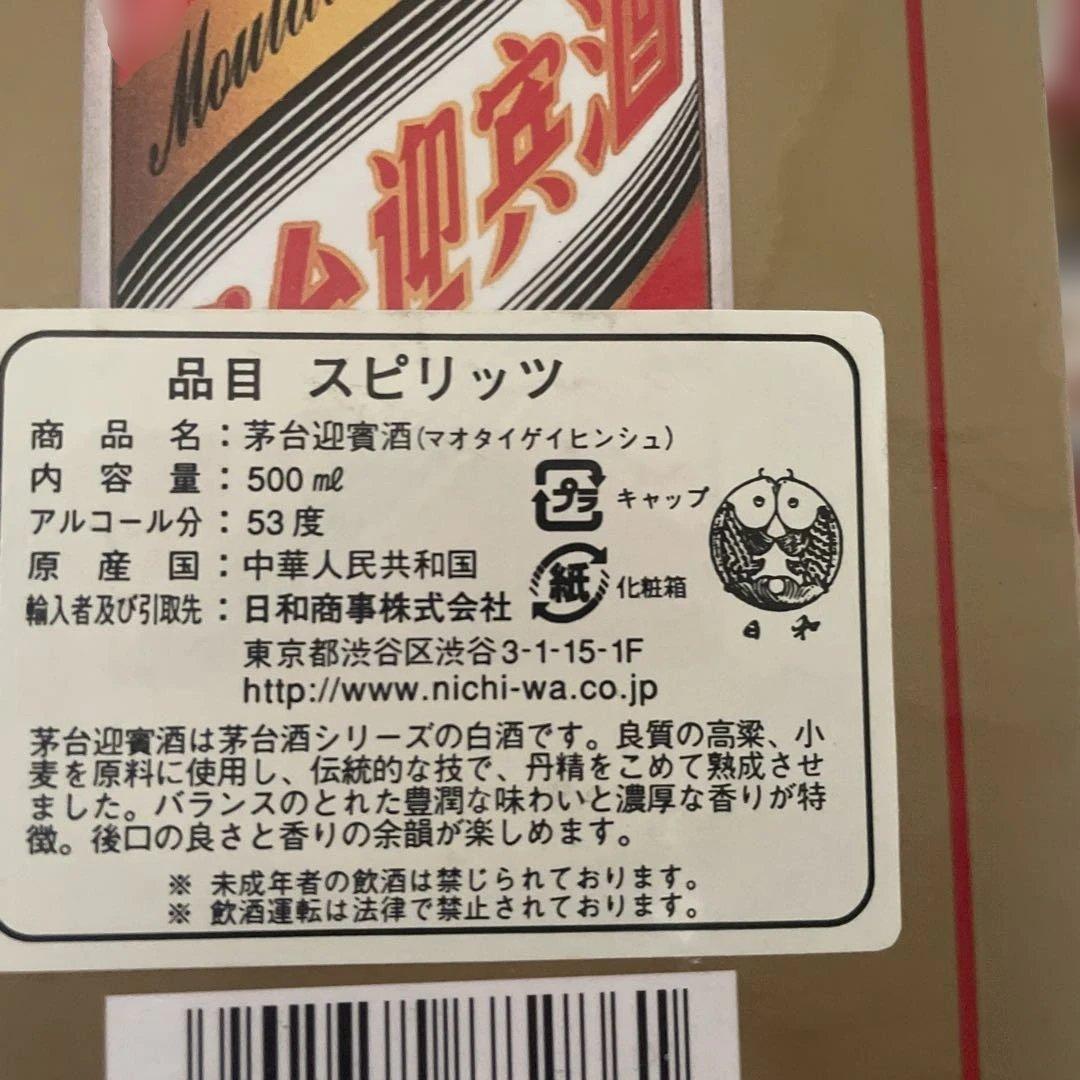 Mouta
台迎宾酒
品目 スピリッツ
商品名：茅台迎賓酒(マオタイゲイヒンシュ)
内容量：500㎖
アルコール分：53度
原産国：中華人民共和国
輸入者及び引取先：日和商事株式会社
東京都渋谷区渋谷3-1-15-1F
http://www.nichi-wa.co.jp
プラ キャップ
紙 化粧箱
日和
茅台迎賓酒は茅台酒シリーズの白酒です。良質の高粱、小
麦を原料に使用し、伝統的な技で、丹精をこめて熟成させ
ました。バランスのとれた豊潤な味わいと濃厚な香りが特
徴。後口の良さと香りの余韻が楽しめます。
※ 未成年者の飲酒は禁じられております。
※ 飲酒運転は法律で禁止されております。